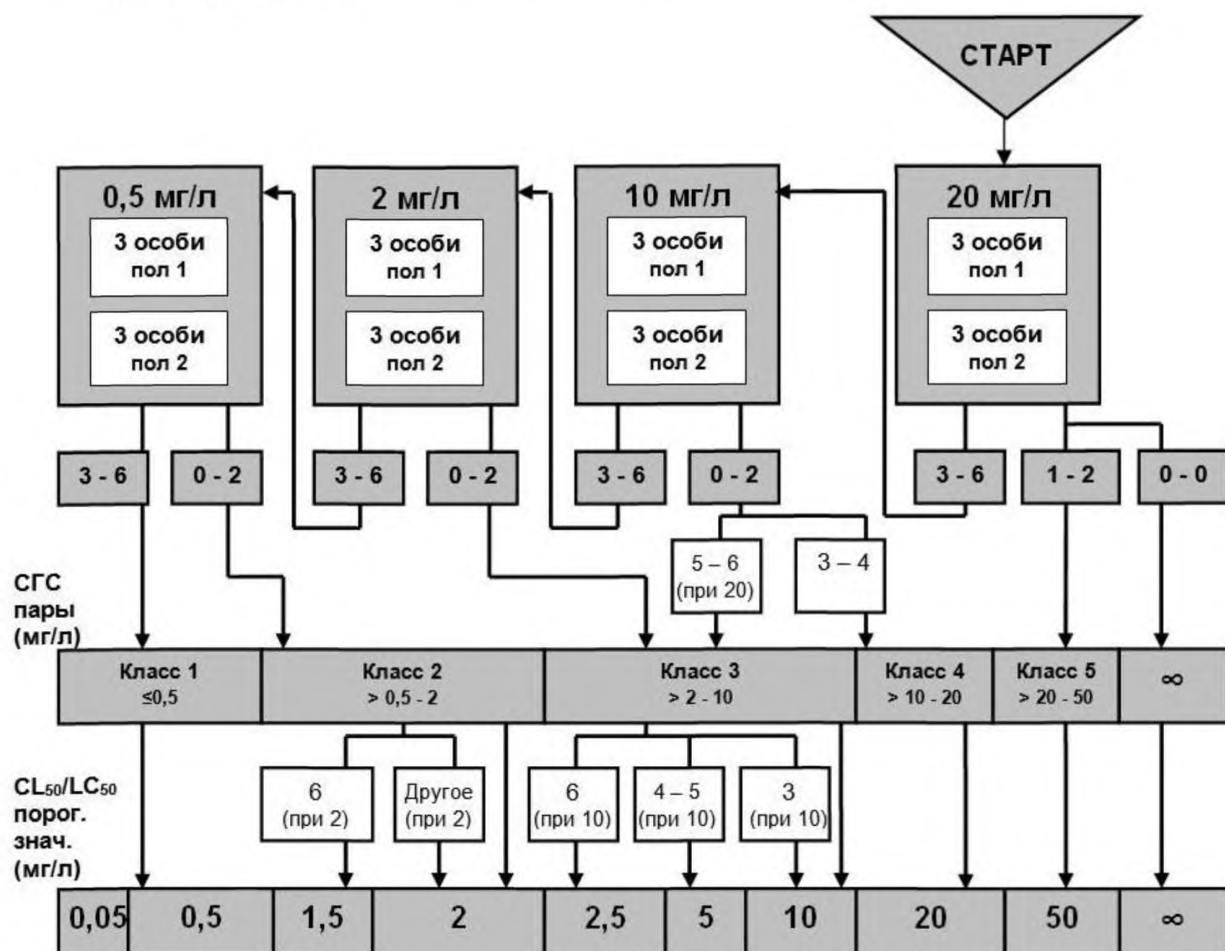 СТАРТ
0,5 мг/л
3 особи
пол 1
3 особи
пол 2
2 мг/л
3 особи
пол 1
3 особи
пол 2
10 мг/л
3 особи
пол 1
3 особи
пол 2
20 мг/л
3 особи
пол 1
3 особи
пол 2
3 - 6
0 - 2
3 - 6
0 - 2
3 - 6
0 - 2
3 - 6
1 - 2
0 - 0
5 – 6
(при 20)
3 – 4
СГС
пары
(мг/л)
Класс 1
≤0,5
Класс 2
> 0,5 - 2
Класс 3
> 2 - 10
Класс 4
> 10 - 20
Класс 5
> 20 - 50
∞
6
(при 2)
Другое
(при 2)
6
(при 10)
4 – 5
(при 10)
3
(при 10)
CL50/LC50
порог.
знач.
(мг/л)
0,05
0,5
1,5
2
2,5
5
10
20
50
∞